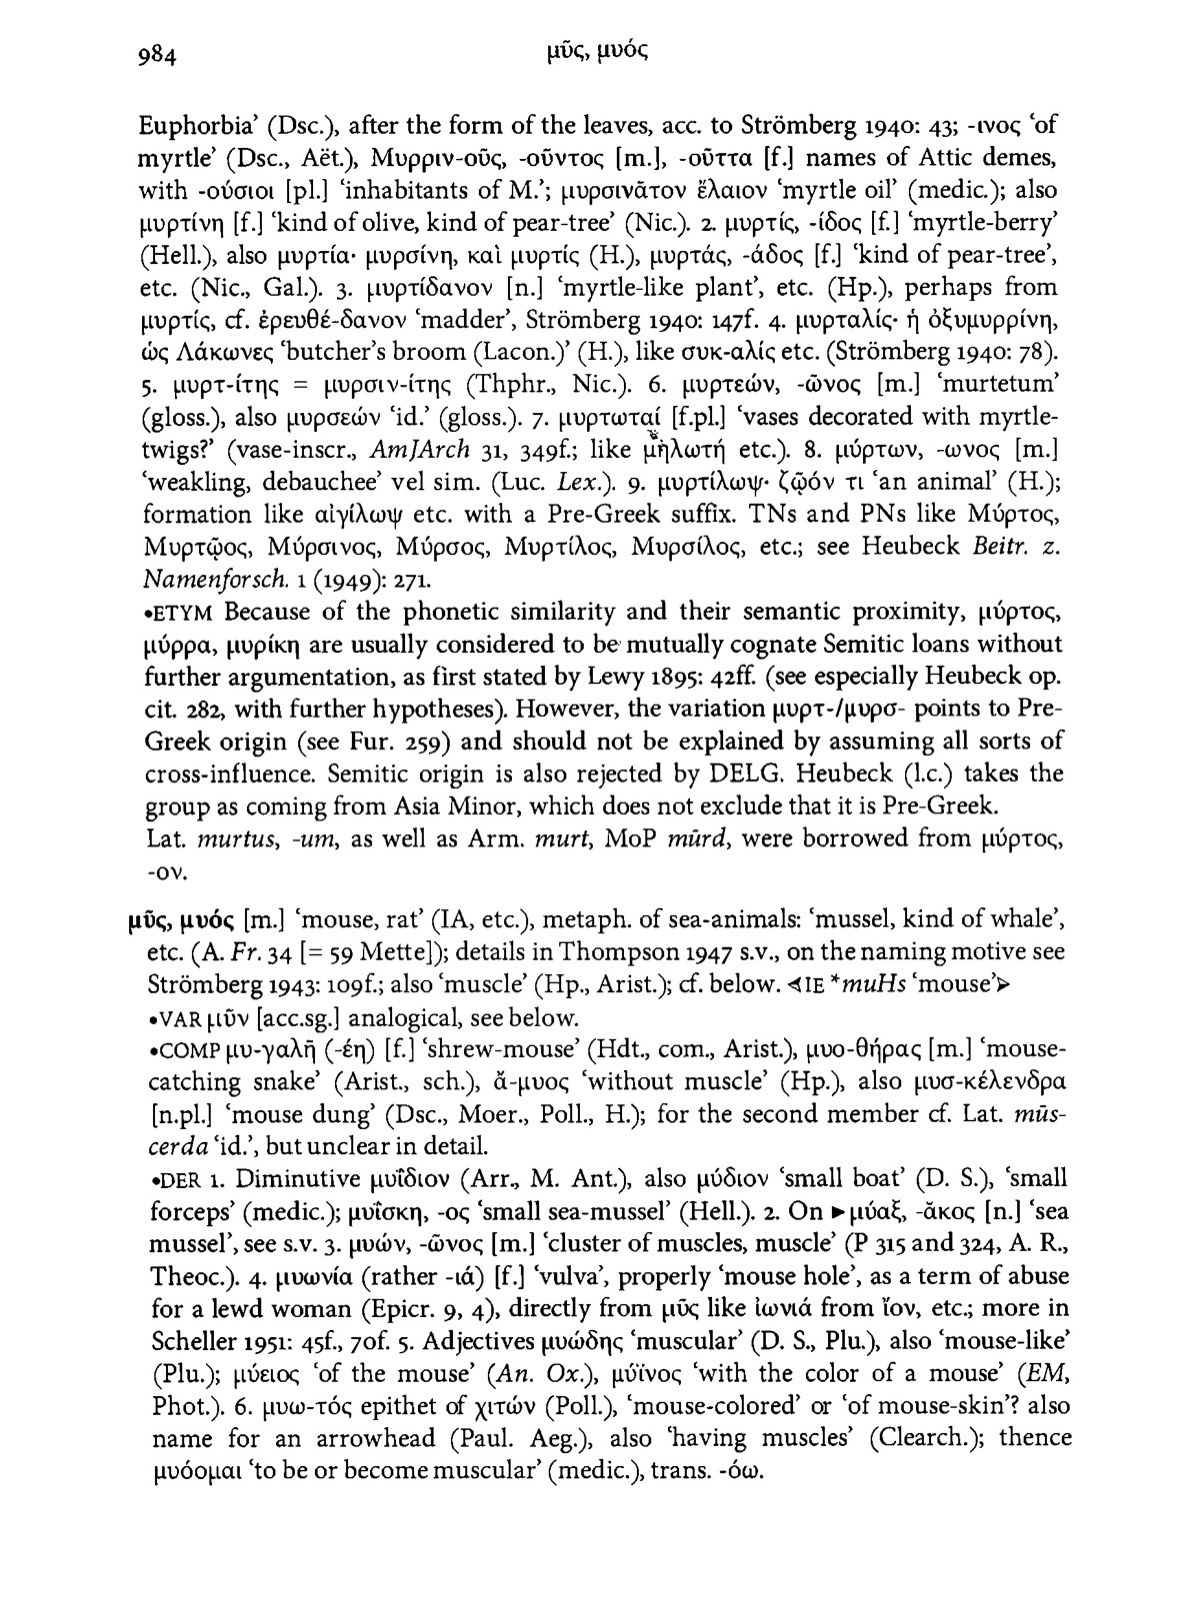 984
μῦς, μυός
Euphorbia’ (Dsc.), after the form of the leaves, acc. to Strömberg 1940: 43; -ινος ‘of
myrtle’ (Dsc., Aët.), Μυρριν-οῦς, -οῦντος [m.], -οῦττα [f.] names of Attic demes,
with -ούσιοι [pl.] ‘inhabitants of M.’; μυρσινᾶτον ἔλαιον ‘myrtle oil’ (medic.); also
μυρτίνη [f.] ‘kind of olive, kind of pear-tree’ (Nic.). 2. μυρτίς, -ίδος [f.] ‘myrtle-berry’
(Hell.), also μυρτία· μυρσίνη, καὶ μυρτίς (H.), μυρτάς, -άδος [f.] ‘kind of pear-tree’,
etc. (Nic., Gal.). 3. μυρτίδανον [n.] ‘myrtle-like plant’, etc. (Hp.), perhaps from
μυρτίς, cf. ἐρευθέ-δανον ‘madder’, Strömberg 1940: 147f. 4. μυρταλίς· ἡ ὀξυμυρρίνη,
ὡς Λάκωνες ‘butcher’s broom (Lacon.)’ (H.), like συκ-αλίς etc. (Strömberg 1940: 78).
5. μυρτ-ίτης = μυρσιν-ίτης (Thphr., Nic.). 6. μυρτεών, -ῶνος [m.] ‘murtetum’
(gloss.), also μυρσεών ‘id.’ (gloss.). 7. μυρτωταί [f.pl.] ‘vases decorated with myrtle-
twigs?’ (vase-inscr., AmJArch 31, 349f.; like μηλωτή etc.). 8. μύρτων, -ωνος [m.]
‘weakling, debauchee’ vel sim. (Luc. Lex.). 9. μυρτίλωψ· ζῷόν τι ‘an animal’ (H.);
formation like αἰγίλωψ etc. with a Pre-Greek suffix. TNs and PNs like Μύρτος,
Μυρτῷος, Μύρσινος, Μύρσος, Μυρτίλος, Μυρσίλος, etc.; see Heubeck Beitr. z.
Namenforsch. 1 (1949): 271.
•ETYM Because of the phonetic similarity and their semantic proximity, μύρτος,
μύρρα, μυρίκη are usually considered to be mutually cognate Semitic loans without
further argumentation, as first stated by Lewy 1895: 42ff. (see especially Heubeck op.
cit. 282, with further hypotheses). However, the variation μυρτ-/μυρσ- points to Pre-
Greek origin (see Fur. 259) and should not be explained by assuming all sorts of
cross-influence. Semitic origin is also rejected by DELG. Heubeck (l.c.) takes the
group as coming from Asia Minor, which does not exclude that it is Pre-Greek.
Lat. murtus, -um, as well as Arm. murt, MoP mūrd, were borrowed from μύρτος,
-ον.
μῦς, μυός [m.] ‘mouse, rat’ (IA, etc.), metaph. of sea-animals: ‘mussel, kind of whale’,
etc. (A. Fr. 34 [= 59 Mette]); details in Thompson 1947 s.v., on the naming motive see
Strömberg 1943: 109f.; also ‘muscle’ (Hp., Arist.); cf. below. ⋖IE *muHs ‘mouse’⋗
•VAR μῦν [acc.sg.] analogical, see below.
•COMP μυ-γαλῆ (-έη) [f.] ‘shrew-mouse’ (Hdt., com., Arist.), μυο-θήρας [m.] ‘mouse-
catching snake’ (Arist., sch.), ἄ-μυος ‘without muscle’ (Hp.), also μυσ-κέλενδρα
[n.pl.] ‘mouse dung’ (Dsc., Moer., Poll., H.); for the second member cf. Lat. mūs-
cerda ‘id.’, but unclear in detail.
•DER 1. Diminutive μυΐδιον (Arr., M. Ant.), also μύδιον ‘small boat’ (D. S.), ‘small
forceps’ (medic.); μυΐσκη, -ος ‘small sea-mussel’ (Hell.). 2. On ►μύαξ, -ᾰκος [n.] ‘sea
mussel’, see s.v. 3. μυών, -ῶνος [m.] ‘cluster of muscles, muscle’ (P 315 and 324, A. R.,
Theoc.). 4. μυωνία (rather -ιά) [f.] ‘vulva’, properly ‘mouse hole’, as a term of abuse
for a lewd woman (Epicr. 9, 4), directly from μῦς like ἰωνιά from ἴον, etc.; more in
Scheller 1951: 45f., 70f. 5. Adjectives μυώδης ‘muscular’ (D. S., Plu.), also ‘mouse-like’
(Plu.); μύειος ‘of the mouse’ (An. Ox.), μύϊνος ‘with the color of a mouse’ (EM,
Phot.). 6. μυω-τός epithet of χιτών (Poll.), ‘mouse-colored’ or ‘of mouse-skin’? also
name for an arrowhead (Paul. Aeg.), also ‘having muscles’ (Clearch.); thence
μυόομαι ‘to be or become muscular’ (medic.), trans. -όω.